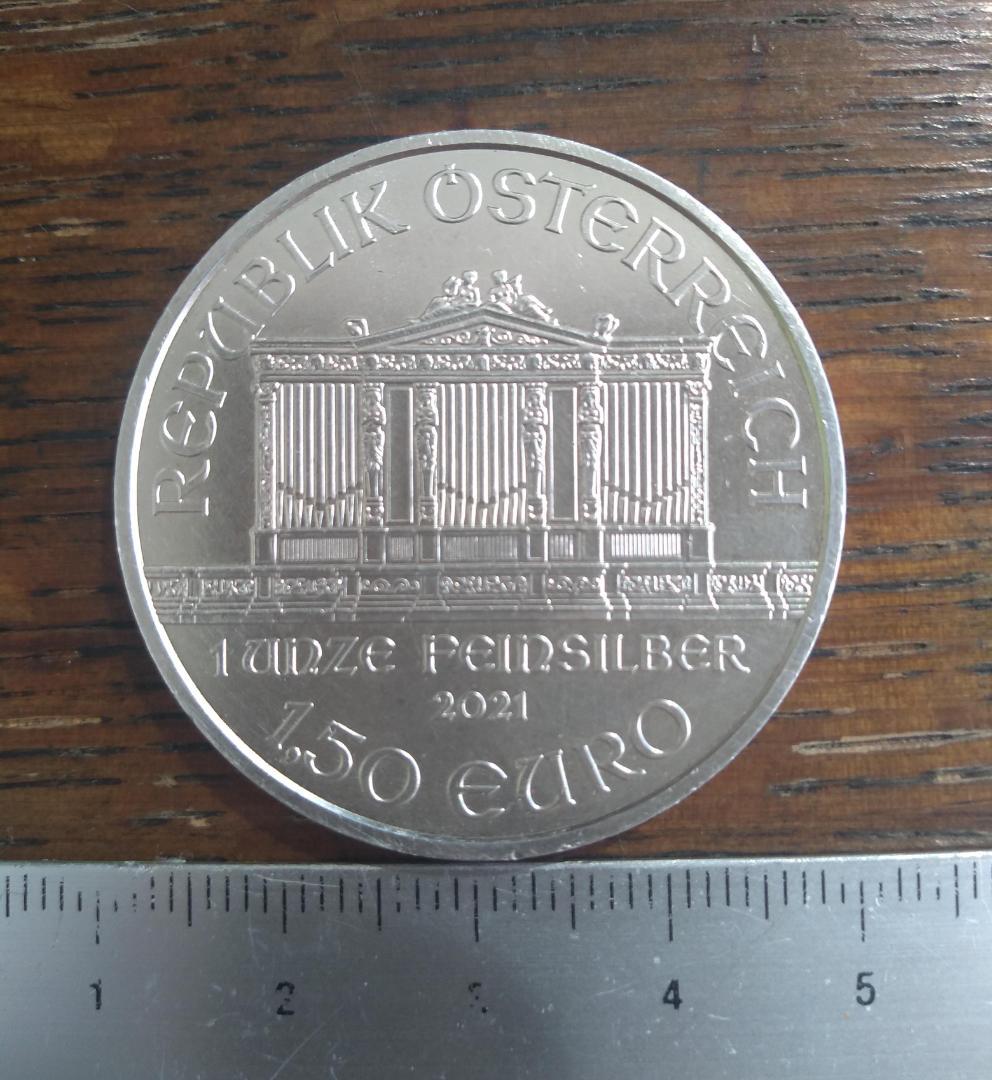 REPUBLIK ÖSTERREICH
1 UNZE FEINSILBER
2021
1,50 EURO
1 2 3 4 5